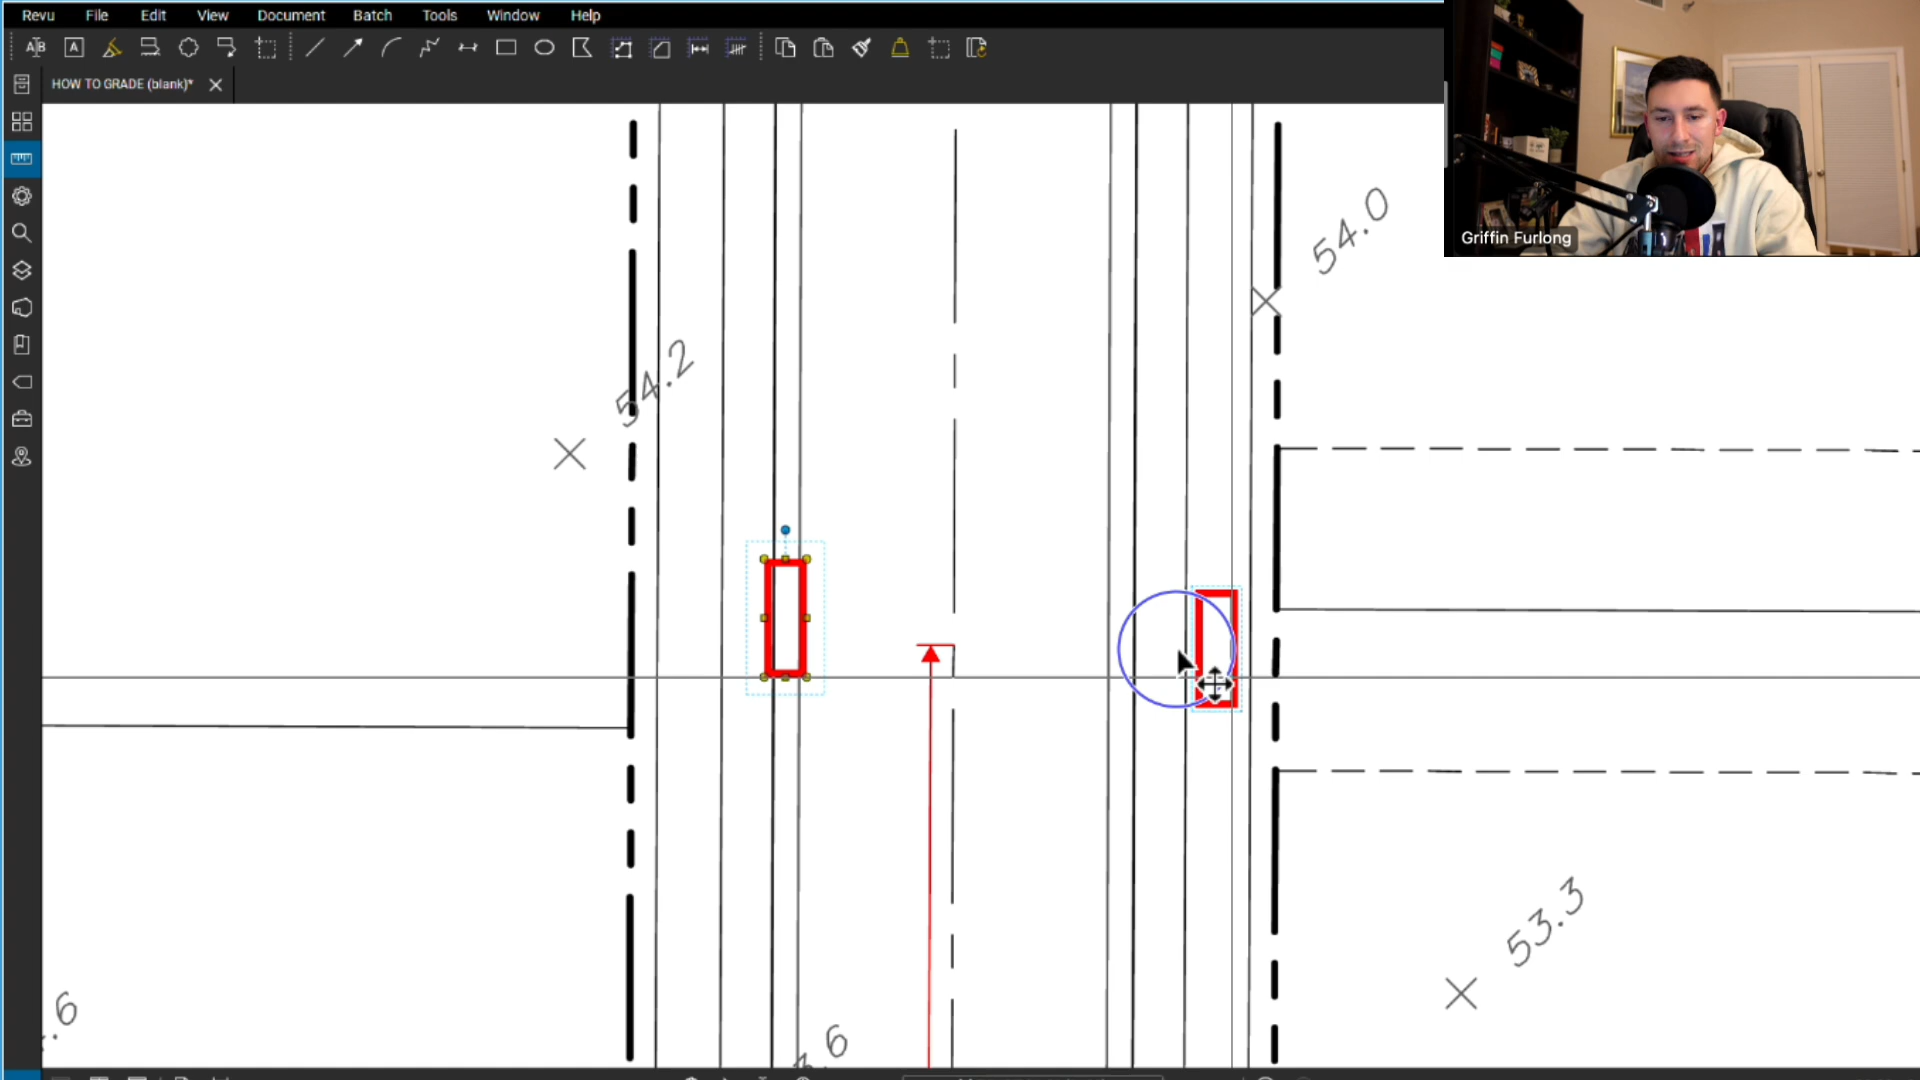 Revu File Edit View Document Batch Tools Window Help
HOW TO GRADE (blank)*
Griffin Furlong
54.0
54.2
53.3
.6
.6